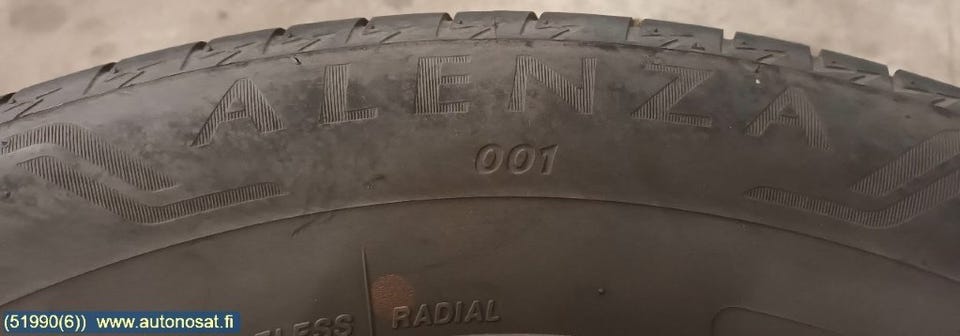 ALENZA
001
RADIAL
(51990(6)) www.autonosat.fi